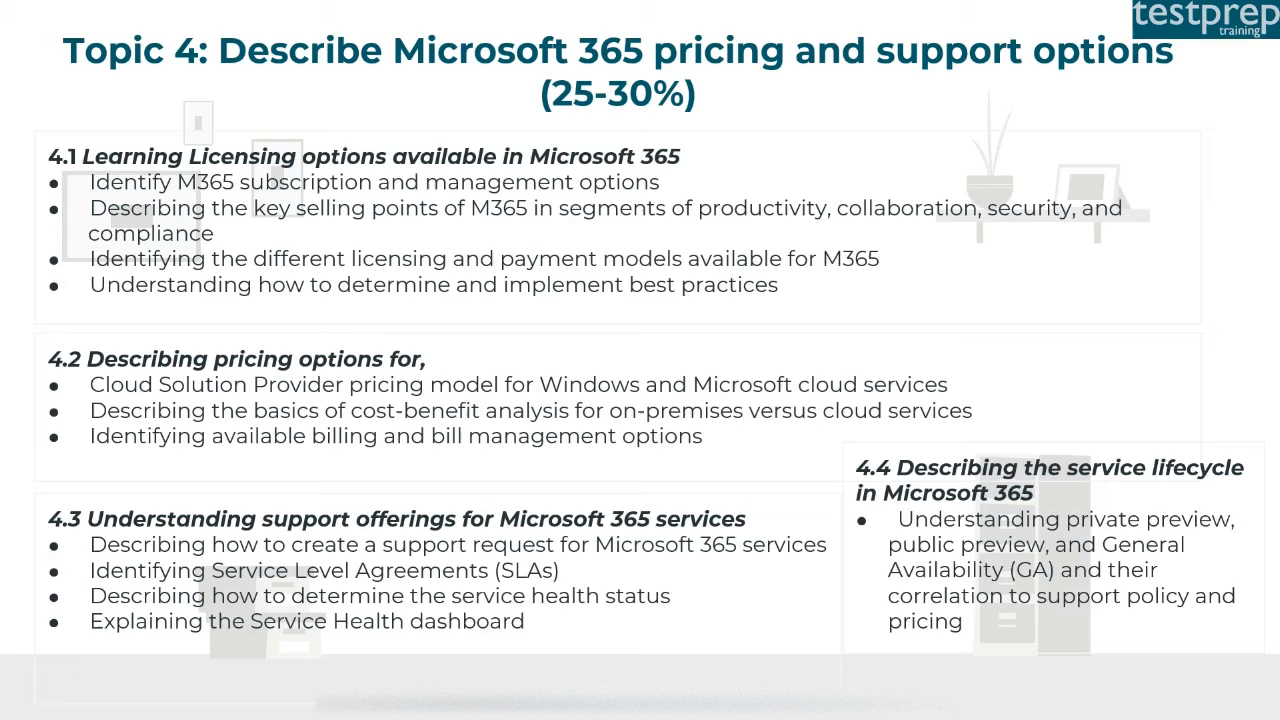 testprep
training
Topic 4: Describe Microsoft 365 pricing and support options
(25-30%)
4.1 Learning Licensing options available in Microsoft 365
● Identify M365 subscription and management options
● Describing the key selling points of M365 in segments of productivity, collaboration, security, and
compliance
● Identifying the different licensing and payment models available for M365
● Understanding how to determine and implement best practices
4.2 Describing pricing options for,
● Cloud Solution Provider pricing model for Windows and Microsoft cloud services
● Describing the basics of cost-benefit analysis for on-premises versus cloud services
● Identifying available billing and bill management options
4.3 Understanding support offerings for Microsoft 365 services
● Describing how to create a support request for Microsoft 365 services
● Identifying Service Level Agreements (SLAs)
● Describing how to determine the service health status
● Explaining the Service Health dashboard
4.4 Describing the service lifecycle
in Microsoft 365
● Understanding private preview,
public preview, and General
Availability (GA) and their
correlation to support policy and
pricing